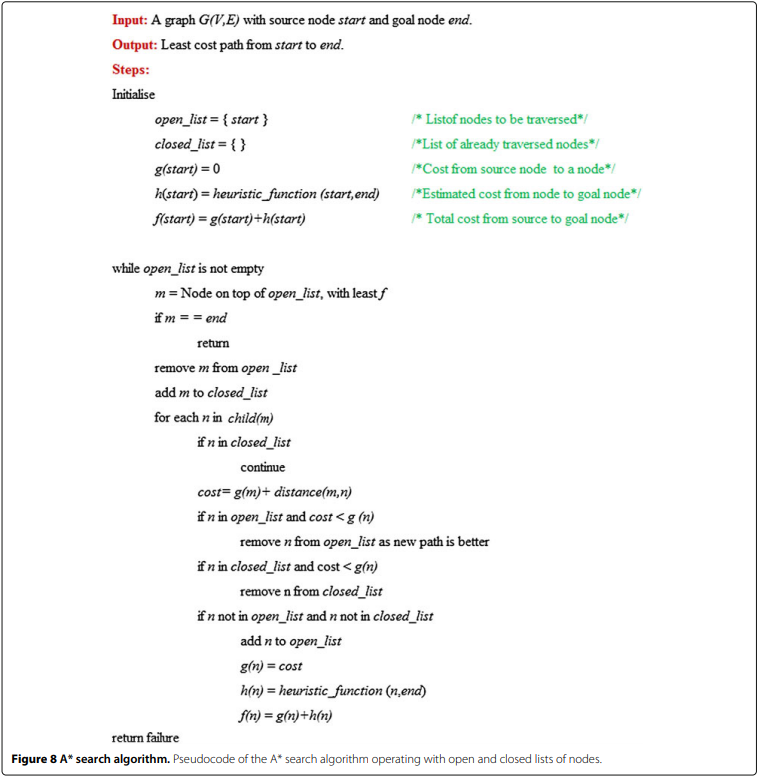 Input: A graph G(V,E) with source node start and goal node end.
Output: Least cost path from start to end.
Steps:
Initialise
open_list = { start } /* Listof nodes to be traversed*/
closed_list = { } /*List of already traversed nodes*/
g(start) = 0 /*Cost from source node to a node*/
h(start) = heuristic_function (start,end) /*Estimated cost from node to goal node*/
f(start) = g(start)+h(start) /* Total cost from source to goal node*/
while open_list is not empty
m = Node on top of open_list, with least f
if m = = end
return
remove m from open _list
add m to closed_list
for each n in child(m)
if n in closed_list
continue
cost= g(m)+ distance(m,n)
if n in open_list and cost < g (n)
remove n from open_list as new path is better
if n in closed_list and cost < g(n)
remove n from closed_list
if n not in open_list and n not in closed_list
add n to open_list
g(n) = cost
h(n) = heuristic_function (n,end)
f(n) = g(n)+h(n)
return failure
Figure 8 A* search algorithm. Pseudocode of the A* search algorithm operating with open and closed lists of nodes.